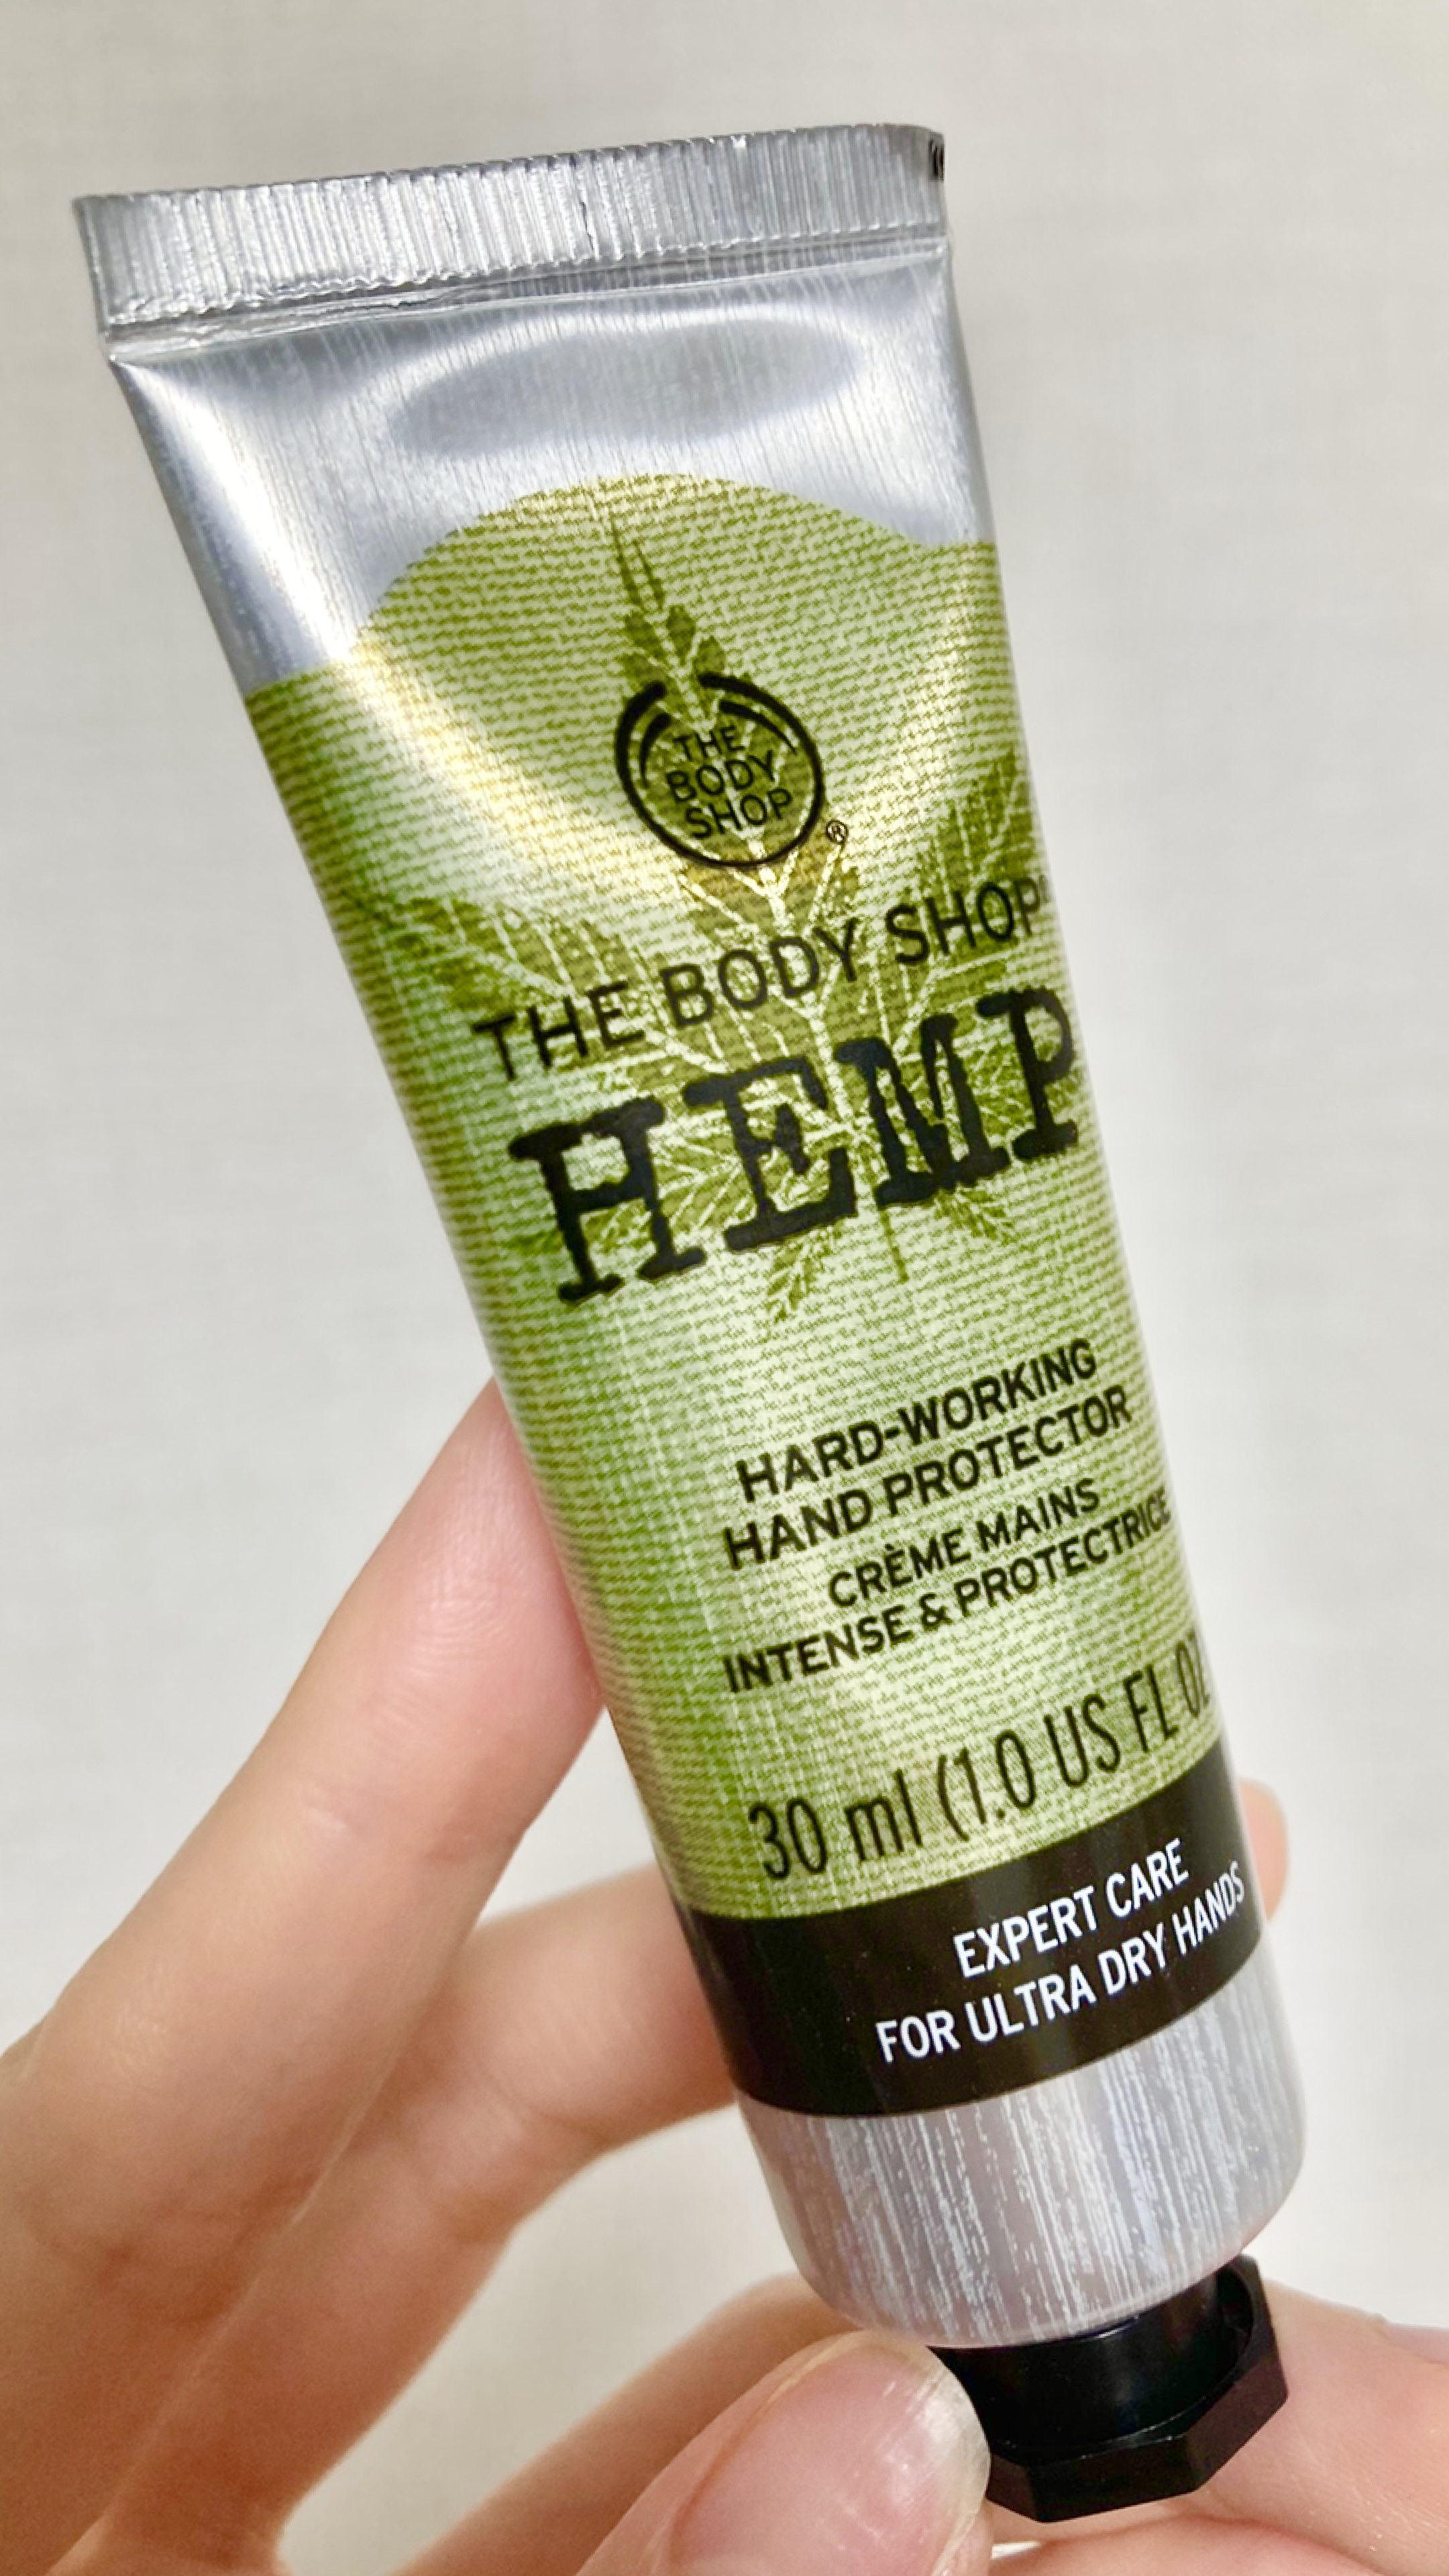 THE
BODY
SHOP
®
THE BODY SHOP
HEMP
HARD-WORKING
HAND PROTECTOR
CRÈME MAINS
INTENSE & PROTECTRICE
30 ml (1.0 US FL OZ
EXPERT CARE
FOR ULTRA DRY HANDS